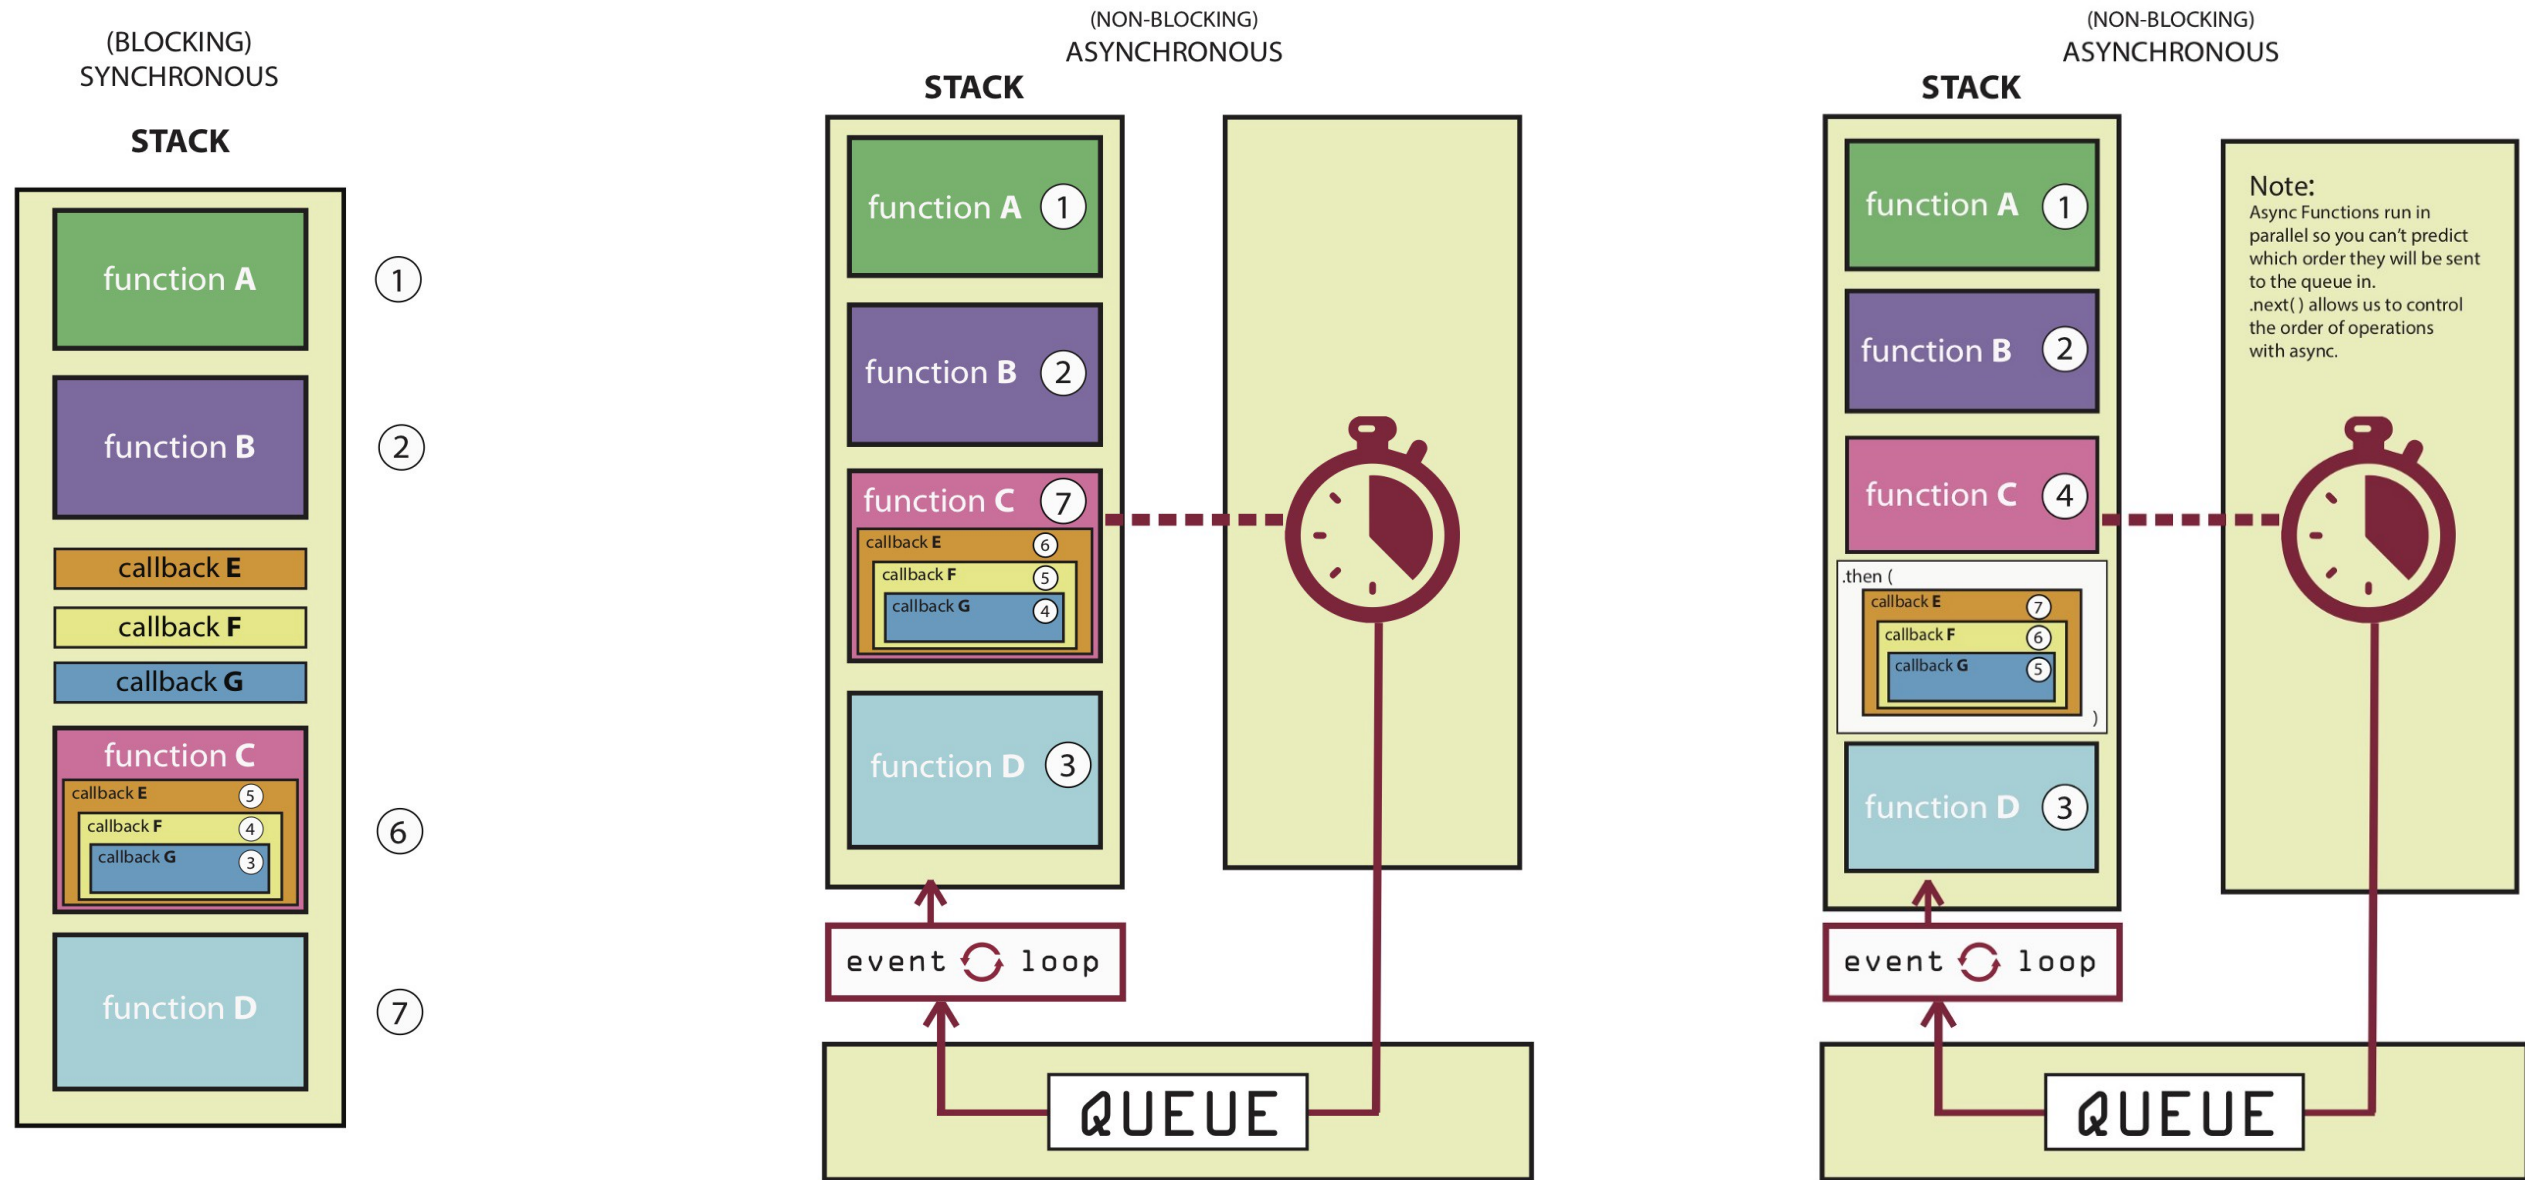 (BLOCKING)
SYNCHRONOUS
STACK
function A
1
function B
2
callback E
callback F
callback G
function C
callback E 5
callback F 4
callback G 3
6
function D
7
(NON-BLOCKING)
ASYNCHRONOUS
STACK
function A 1
function B 2
function C 7
callback E 6
callback F 5
callback G 4
function D 3
event loop
QUEUE
(NON-BLOCKING)
ASYNCHRONOUS
STACK
function A 1
function B 2
function C 4
.then (
callback E 7
callback F 6
callback G 5
)
function D 3
Note:
Async Functions run in
parallel so you can't predict
which order they will be sent
to the queue in.
.next( ) allows us to control
the order of operations
with async.
event loop
QUEUE